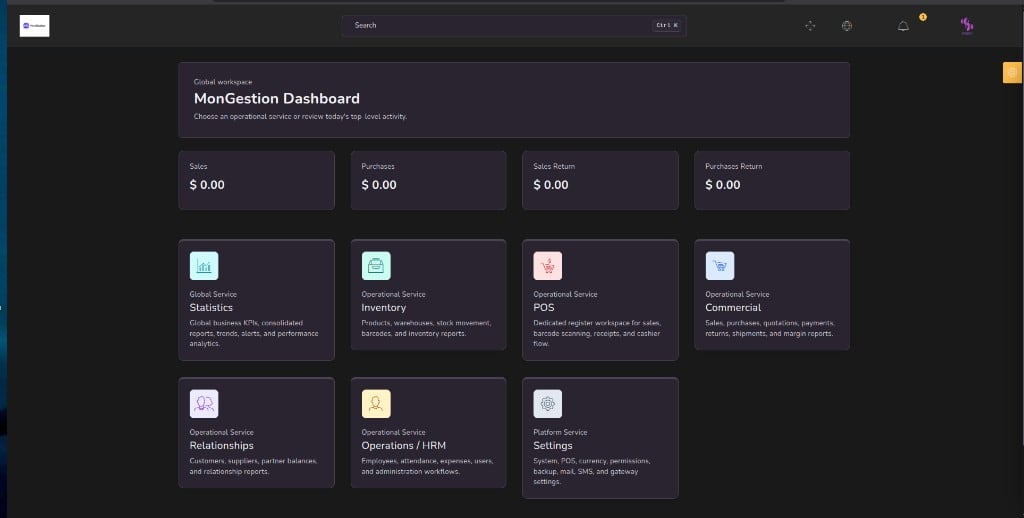 Search
Ctrl K
1
Global workspace
MonGestion Dashboard
Choose an operational service or review today's top-level activity.
Sales
$ 0.00
Purchases
$ 0.00
Sales Return
$ 0.00
Purchases Return
$ 0.00
Global Service
Statistics
Global business KPIs, consolidated
reports, trends, alerts, and performance
analytics.
Operational Service
Inventory
Products, warehouses, stock movement,
barcodes, and inventory reports.
Operational Service
POS
Dedicated register workspace for sales,
barcode scanning, receipts, and cashier
flow.
Operational Service
Commercial
Sales, purchases, quotations, payments,
returns, shipments, and margin reports.
Operational Service
Relationships
Customers, suppliers, partner balances,
and relationship reports.
Operational Service
Operations / HRM
Employees, attendance, expenses, users,
and administration workflows.
Platform Service
Settings
System, POS, currency, permissions,
backup, mail, SMS, and gateway
settings.